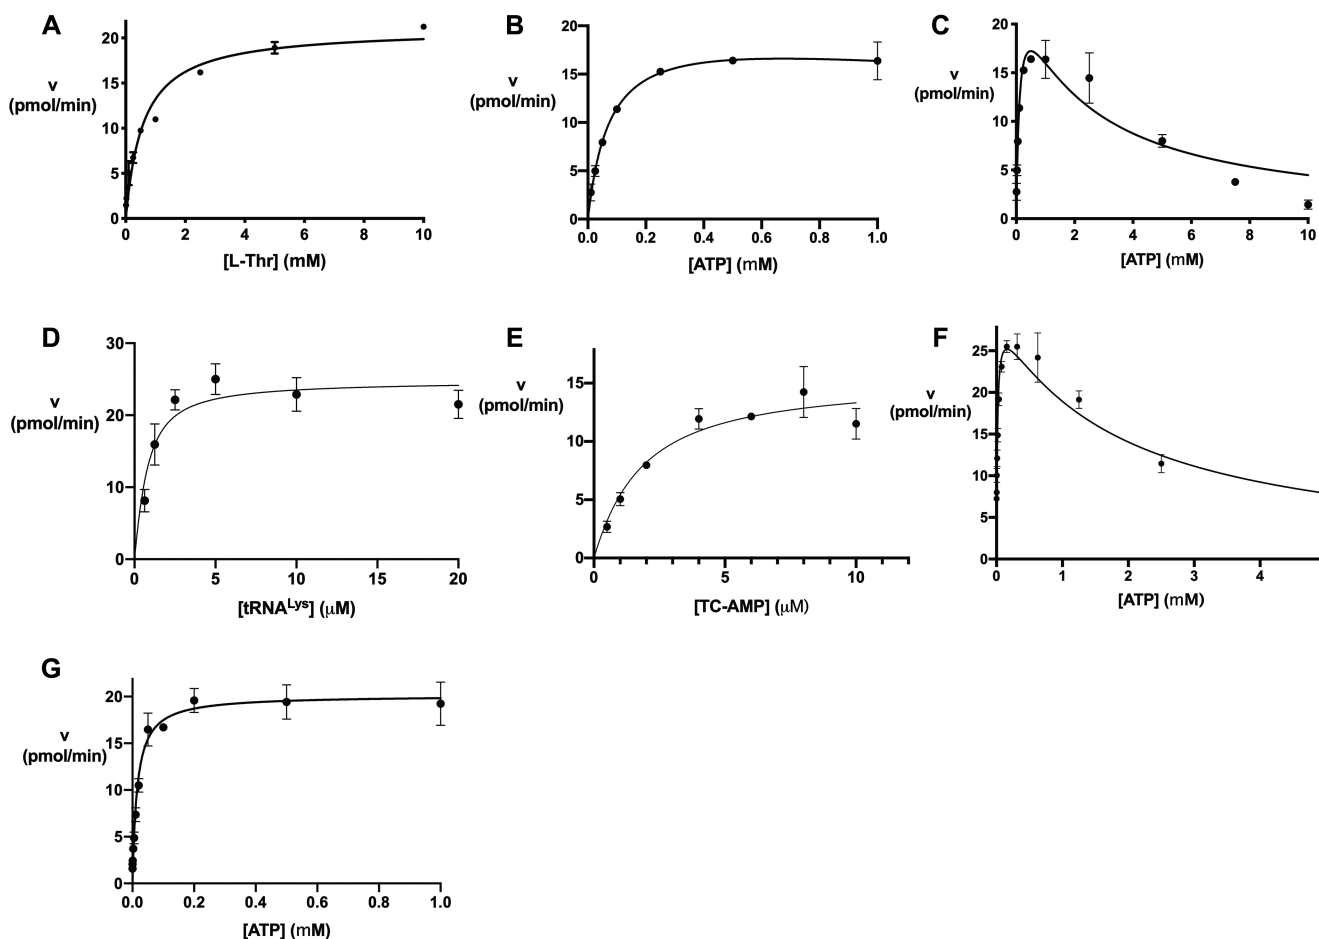 A
v
(pmol/min)
20
15
10
5
0
0 2 4 6 8 10
[L-Thr] (mM)
B
v
(pmol/min)
20
15
10
5
0
0.0 0.2 0.4 0.6 0.8 1.0
[ATP] (mM)
C
v
(pmol/min)
20
15
10
5
0
0 2 4 6 8 10
[ATP] (mM)
D
v
(pmol/min)
30
20
10
0
0 5 10 15 20
[tRNALys] (μM)
E
v
(pmol/min)
15
10
5
0
0 5 10
[TC-AMP] (μM)
F
v
(pmol/min)
25
20
15
10
5
0
0 1 2 3 4
[ATP] (mM)
G
v
(pmol/min)
20
15
10
5
0
0.0 0.2 0.4 0.6 0.8 1.0
[ATP] (mM)